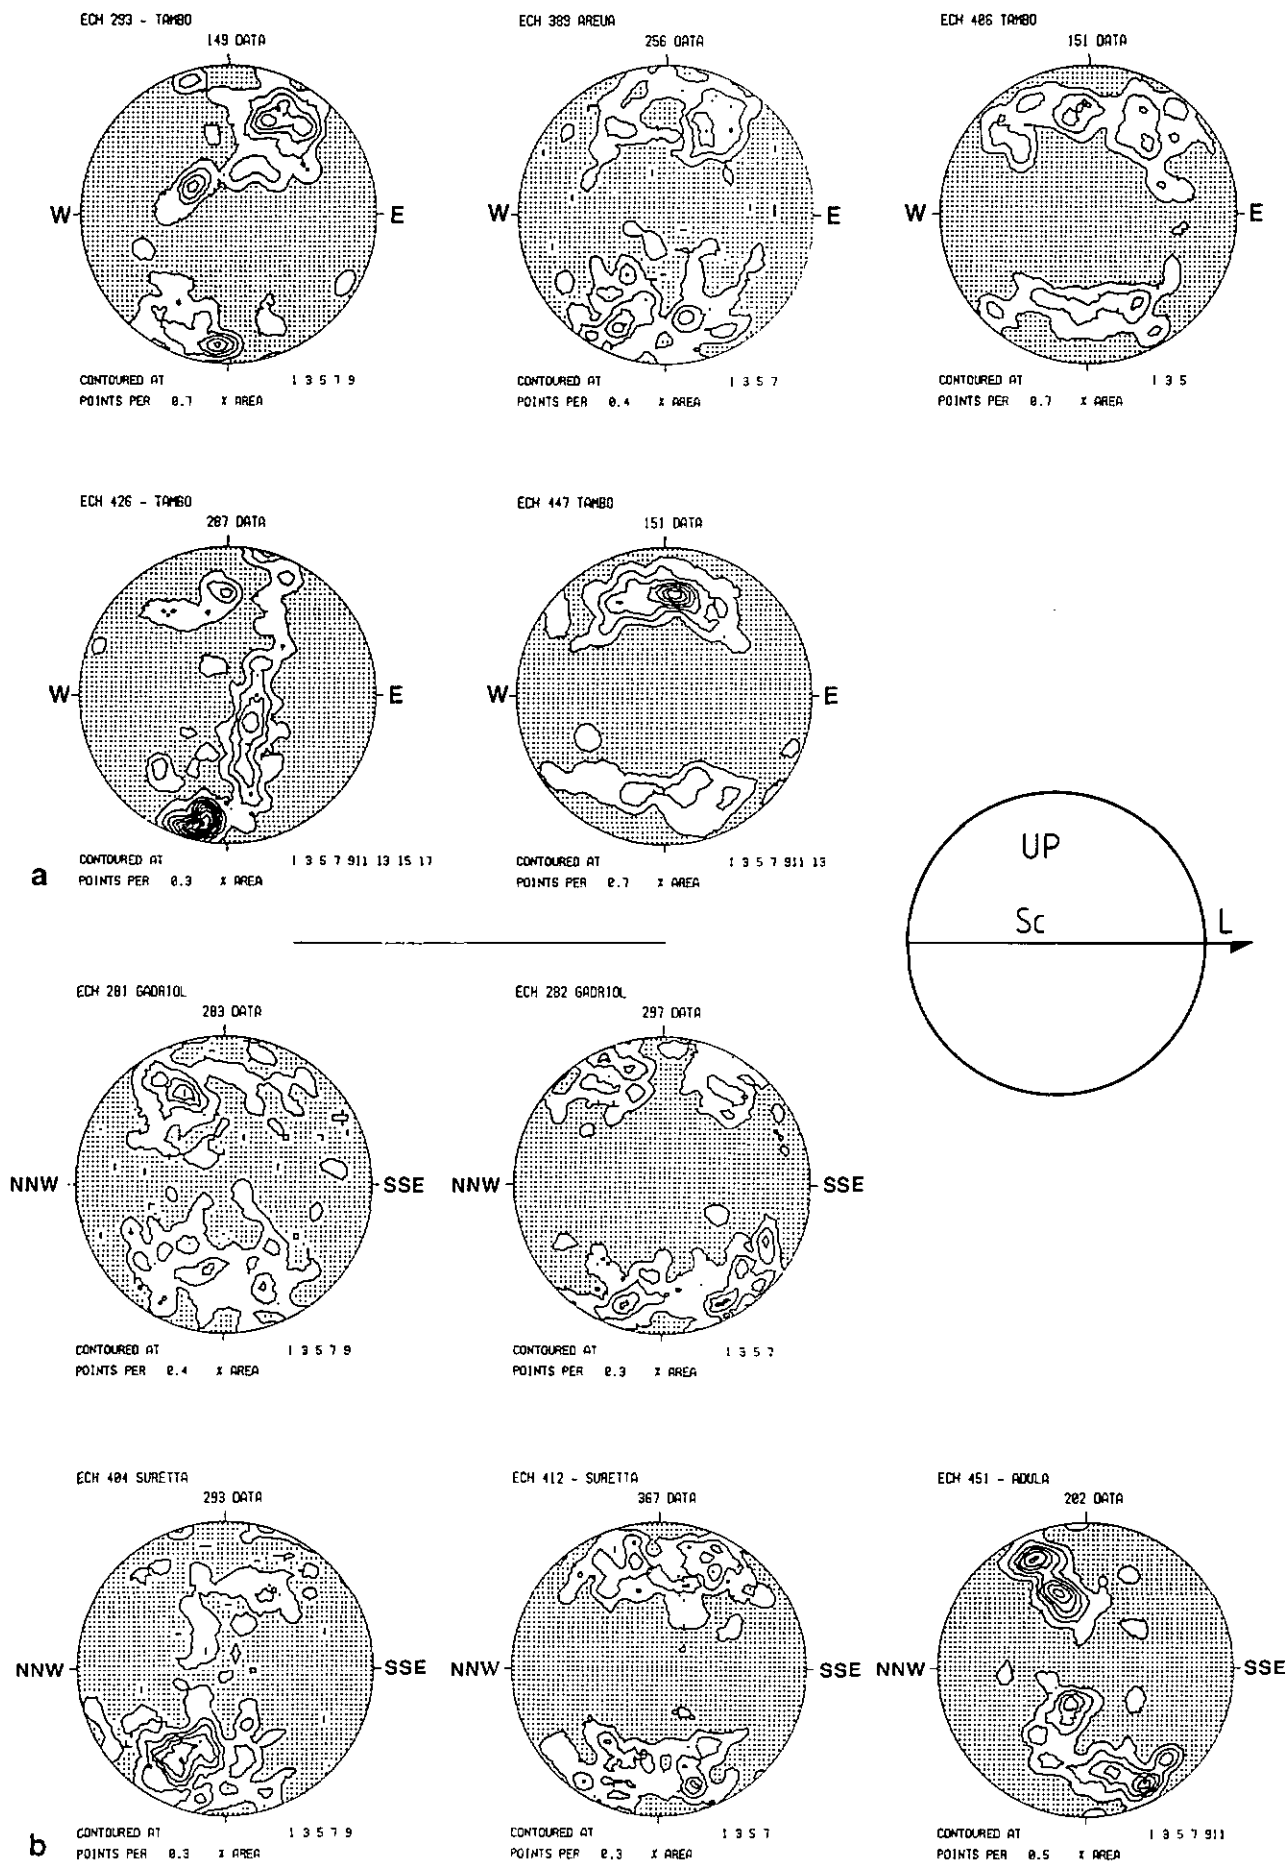 ECH 293 - TAMBO
149 DATA
W E
CONTOURED AT 1 3 5 7 9
POINTS PER 0.7 % AREA
ECH 389 AREUA
256 DATA
W E
CONTOURED AT 1 3 5 7
POINTS PER 0.4 % AREA
ECH 406 TAMBO
151 DATA
W E
CONTOURED AT 1 3 5
POINTS PER 0.7 % AREA
ECH 426 - TAMBO
287 DATA
W E
CONTOURED AT 1 3 5 7 9 11 13 15 17
POINTS PER 0.3 % AREA
ECH 447 TAMBO
151 DATA
W E
CONTOURED AT 1 3 5 7 9 11 13
POINTS PER 0.7 % AREA
a
UP
Sc
L
ECH 281 GADRIOL
283 DATA
NNW SSE
CONTOURED AT 1 3 5 7 9
POINTS PER 0.4 % AREA
ECH 282 GADRIOL
297 DATA
NNW SSE
CONTOURED AT 1 3 5 7
POINTS PER 0.3 % AREA
ECH 404 SURETTA
293 DATA
NNW SSE
CONTOURED AT 1 3 5 7 9
POINTS PER 0.3 % AREA
ECH 412 - SURETTA
367 DATA
NNW SSE
CONTOURED AT 1 3 5 7
POINTS PER 0.3 % AREA
ECH 451 - ADULA
202 DATA
NNW SSE
CONTOURED AT 1 3 5 7 9 11
POINTS PER 0.5 % AREA
b